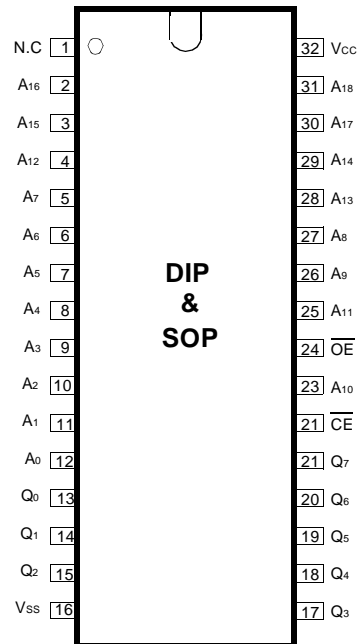 N.C 1 32 VCC
A16 2 31 A18
A15 3 30 A17
A12 4 29 A14
A7 5 28 A13
A6 6 27 A8
A5 7 26 A9
A4 8 25 A11
A3 9 24 OE
A2 10 23 A10
A1 11 21 CE
A0 12 21 Q7
Q0 13 20 Q6
Q1 14 19 Q5
Q2 15 18 Q4
VSS 16 17 Q3
DIP
&
SOP